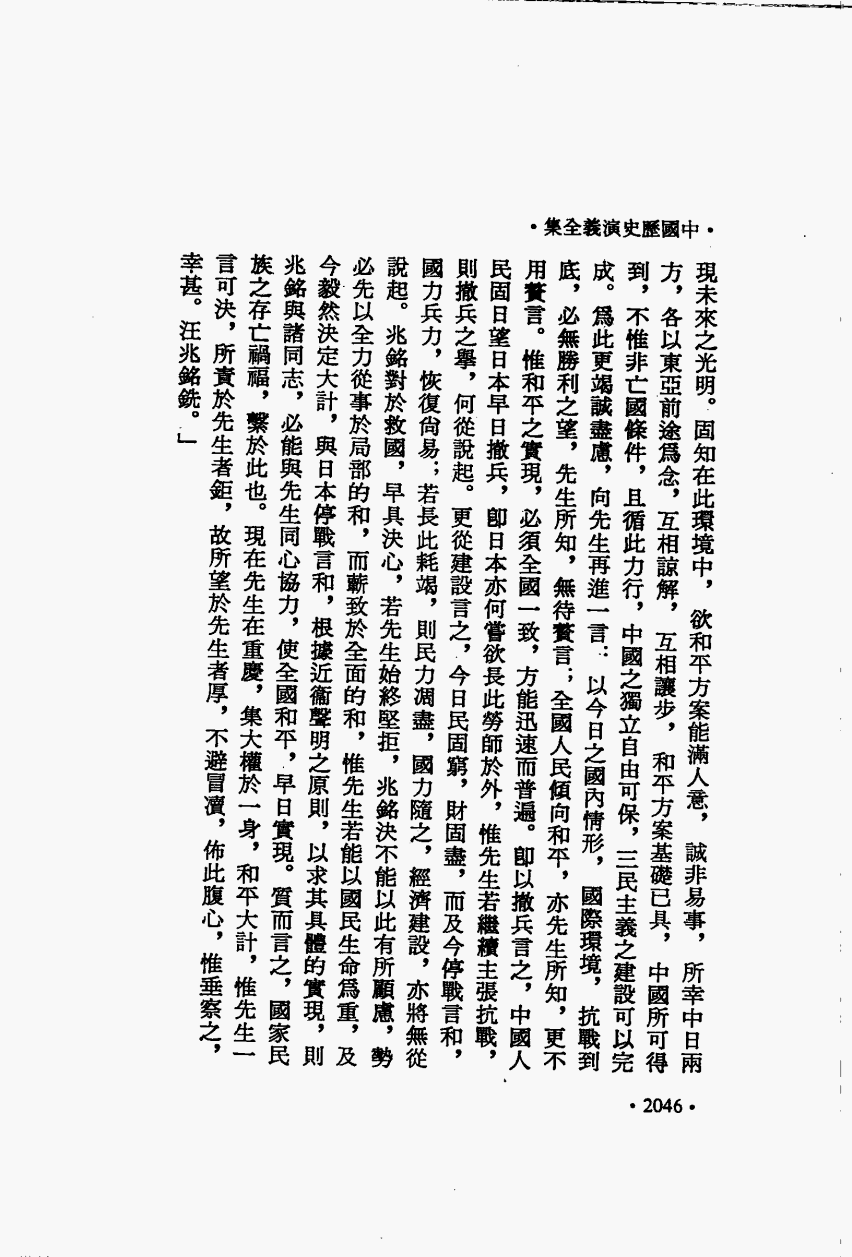 •中國歷史演義全集•
現未來之光明。固知在此環境中，欲和平方案能滿人意，誠非易事，所幸中日兩
方，各以東亞前途爲念，互相諒解，互相讓步，和平方案基礎已具，中國所可得
到，不惟非亡國條件，且循此力行，中國之獨立自由可保，三民主義之建設可以完
成。爲此更竭誠盡慮，向先生再進一言：以今日之國內情形，國際環境，抗戰到
底，必無勝利之望，先生所知，無待贅言；全國人民傾向和平，亦先生所知，更不
用贅言。惟和平之實現，必須全國一致，方能迅速而普遍。卽以撤兵言之，中國人
民固日望日本早日撤兵，卽日本亦何嘗欲長此勞師於外，惟先生若繼續主張抗戰，
則撤兵之舉，何從說起。更從建設言之，今日民固窮，財固盡，而及今停戰言和，
國力兵力，恢復尙易；若長此耗竭，則民力凋盡，國力隨之，經濟建設，亦將無從
說起。兆銘對於救國，早具決心，若先生始終堅拒，兆銘決不能以此有所顧慮，勢
必先以全力從事於局部的和，而蘄致於全面的和，惟先生若能以國民生命爲重，及
今毅然決定大計，與日本停戰言和，根據近衞聲明之原則，以求其具體的實現，則
兆銘與諸同志，必能與先生同心協力，使全國和平，早日實現。質而言之，國家民
族之存亡禍福，繫於此也。現在先生在重慶，集大權於一身，和平大計，惟先生一
言可決，所責於先生者鉅，故所望於先生者厚，不避冒瀆，佈此腹心，惟垂察之，
幸甚。汪兆銘銑。」
•2046•